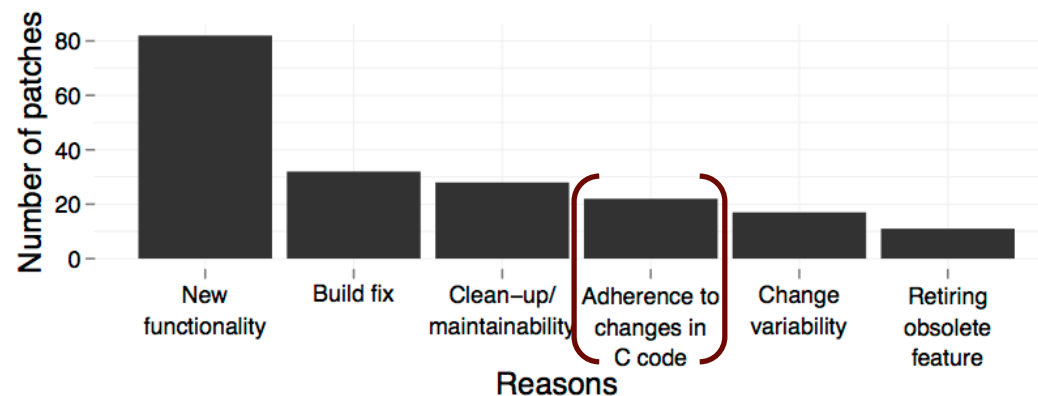 Number of patches
80
60
40
20
0
New
functionality
Build fix
Clean-up/
maintainability
Adherence to
changes in
C code
Change
variability
Retiring
obsolete
feature
Reasons